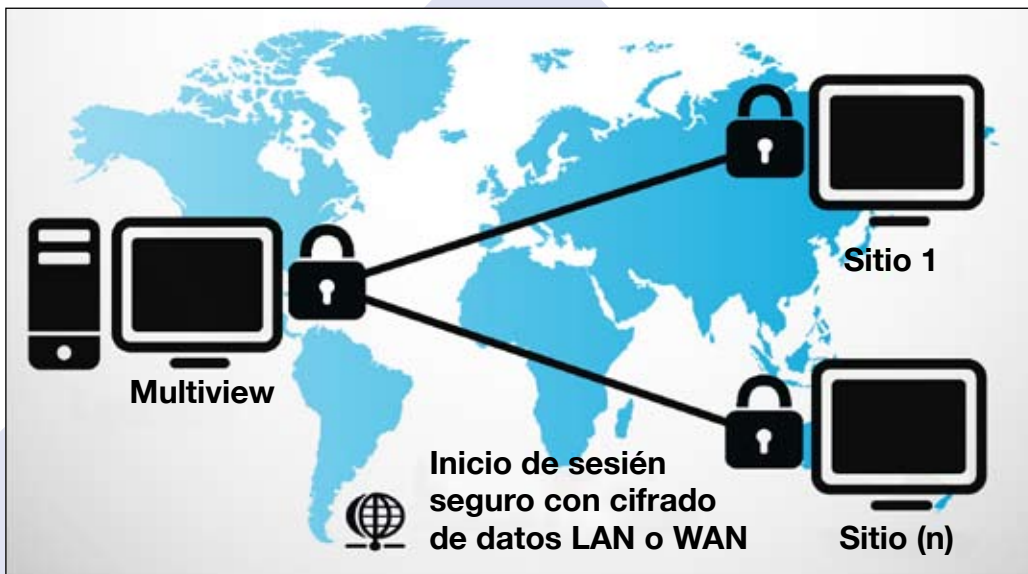 Sitio 1
Multiview
Inicio de sesién
seguro con cifrado
de datos LAN o WAN
Sitio (n)